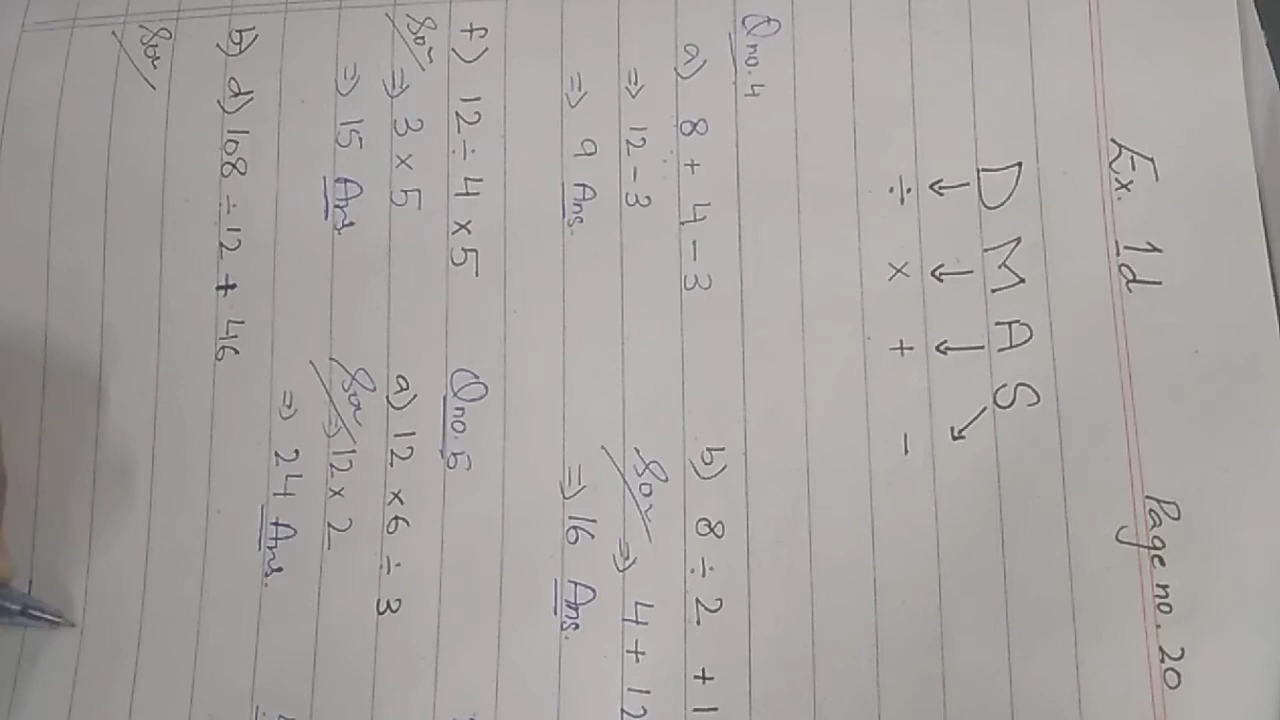 Ex. 1d Page no. 20
D M A S
↓ ↓ ↓ ↘
÷ × + -
Q no. 4
a) 8 + 4 - 3
⇒ 12 - 3
⇒ 9 Ans.
b) 8 ÷ 2 + 1
Sol ⇒ 4 + 12
⇒ 16 Ans.
f) 12 ÷ 4 × 5
Sol ⇒ 3 × 5
⇒ 15 Ans.
Q no. 5
a) 12 × 6 ÷ 3
Sol ⇒ 12 × 2
⇒ 24 Ans.
b) d) 108 ÷ 12 + 46
Sol